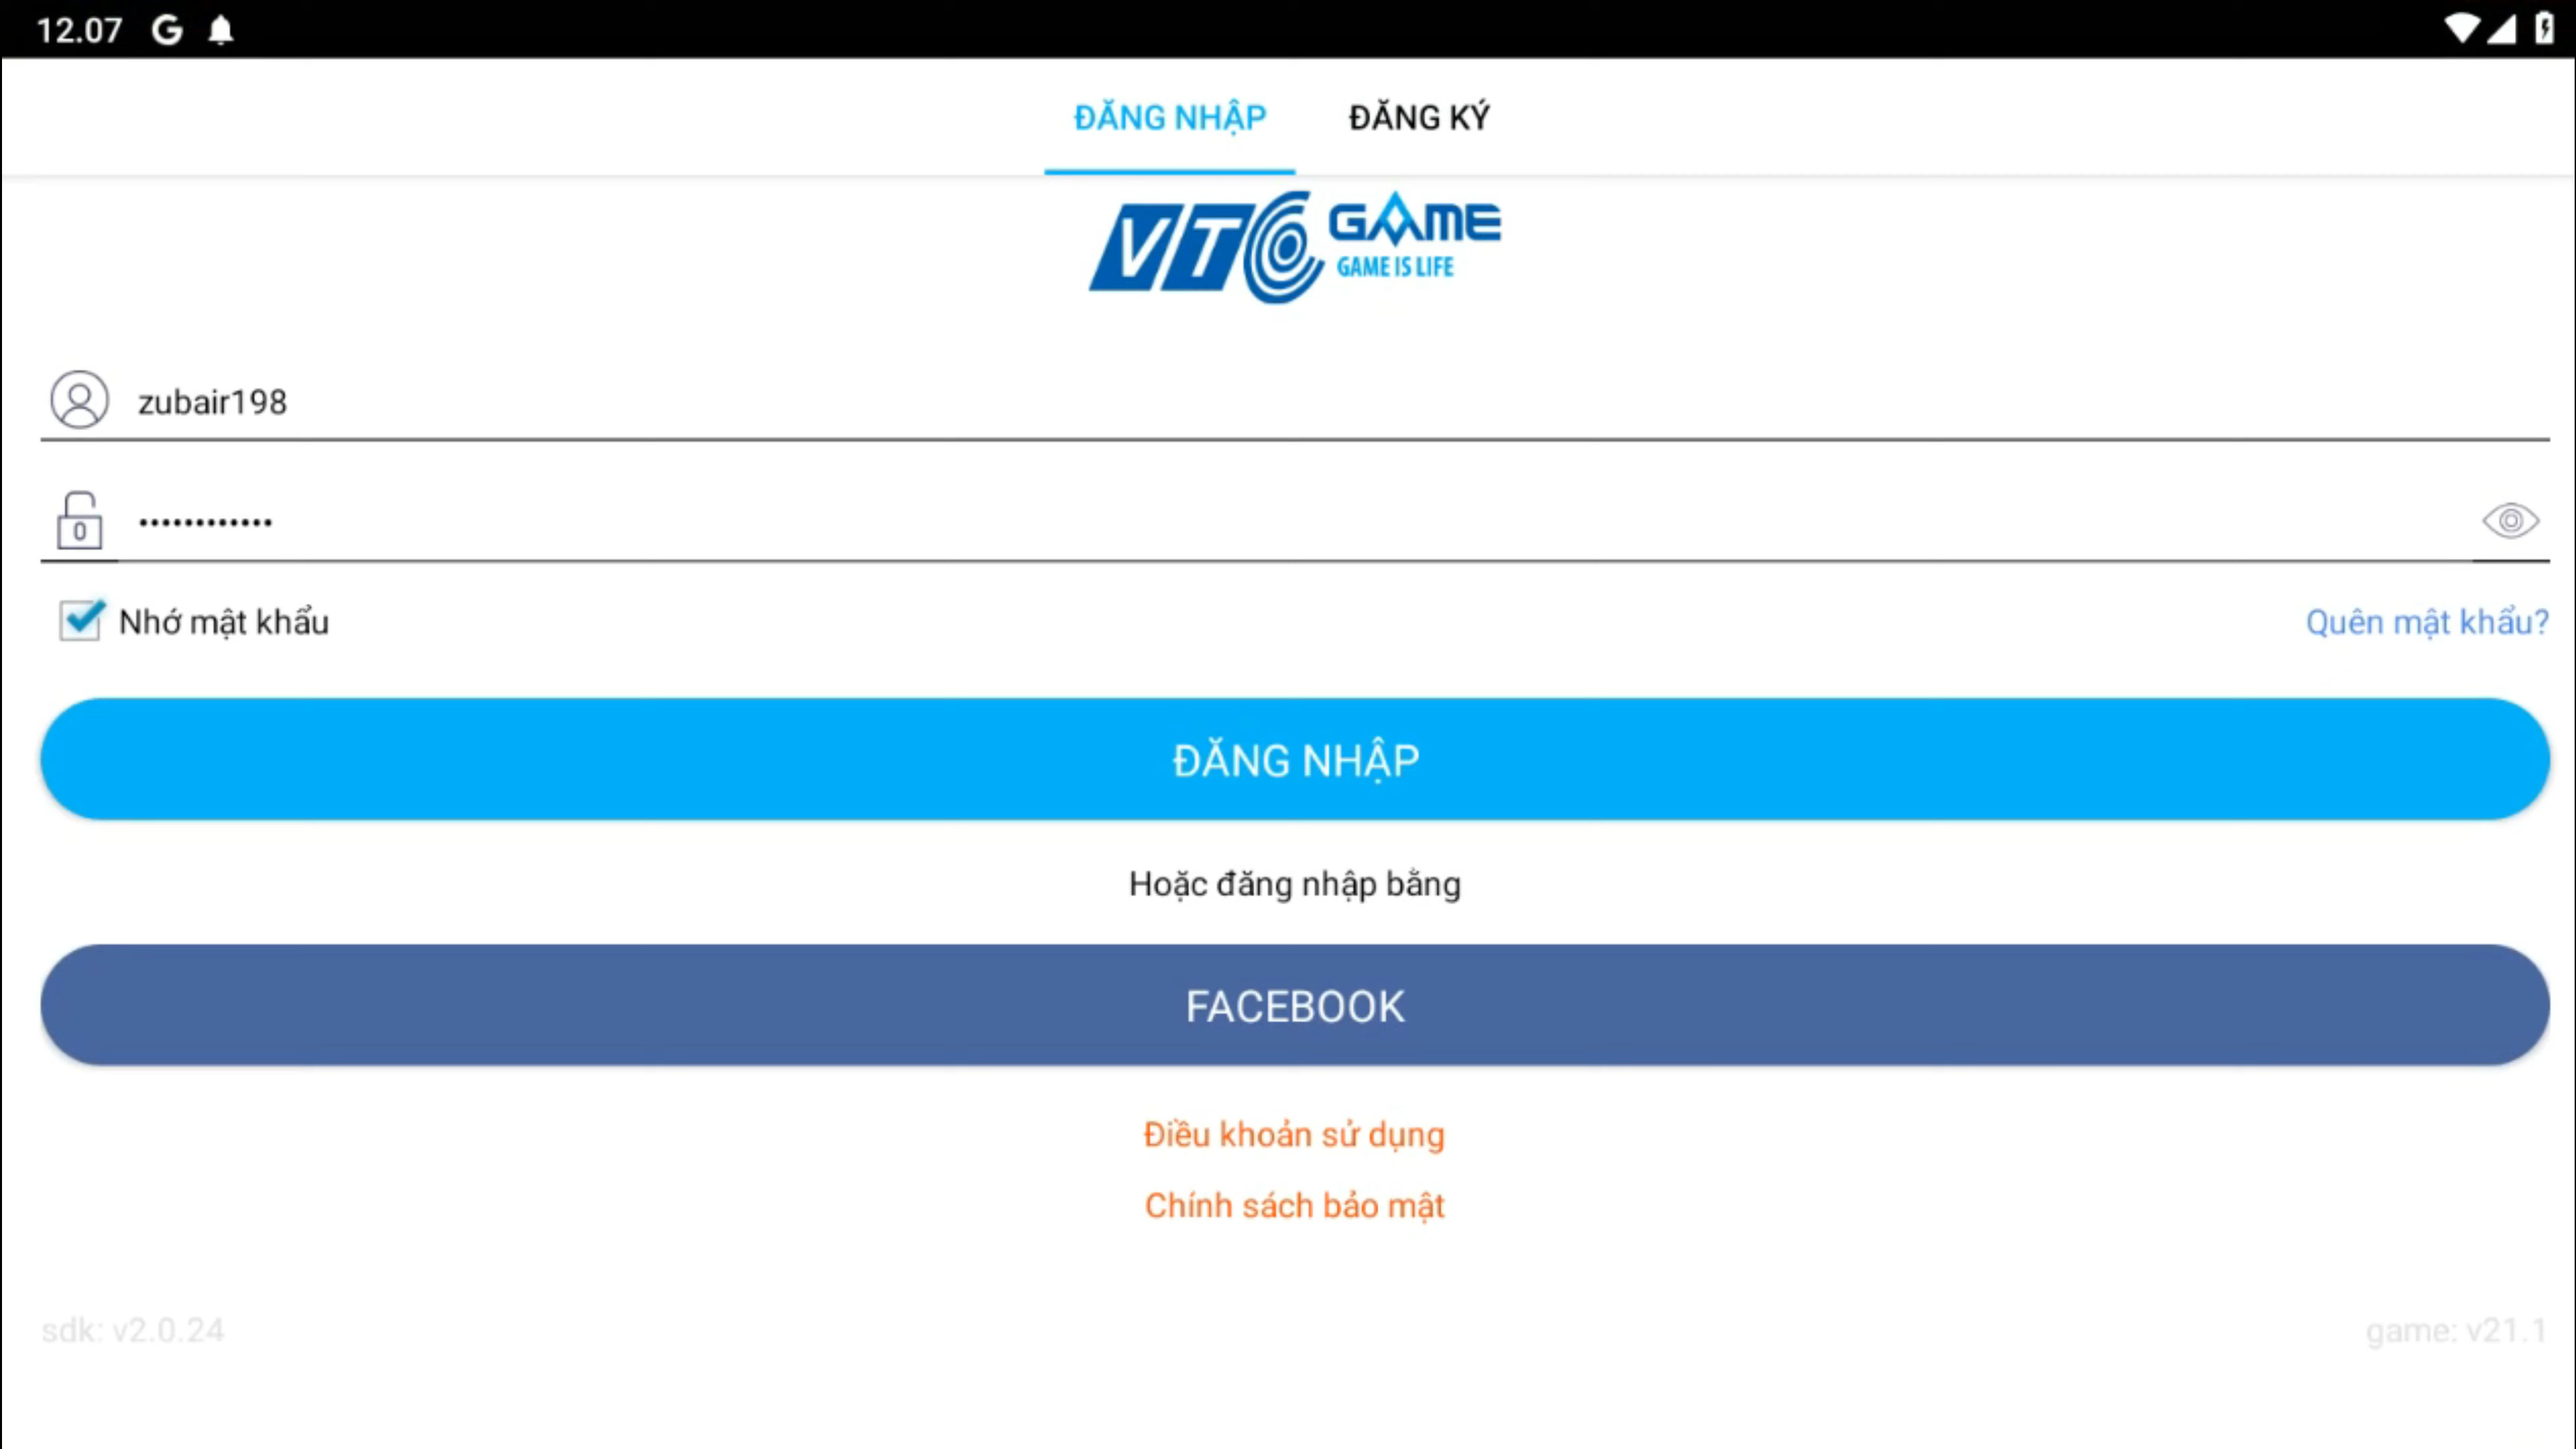 12.07
ĐĂNG NHẬP ĐĂNG KÝ
VTC GAME
GAME IS LIFE
zubair198
••••••••••••
Nhớ mật khẩu Quên mật khẩu?
ĐĂNG NHẬP
Hoặc đăng nhập bằng
FACEBOOK
Điều khoản sử dụng
Chính sách bảo mật
sdk: v2.0.24 game: v21.1